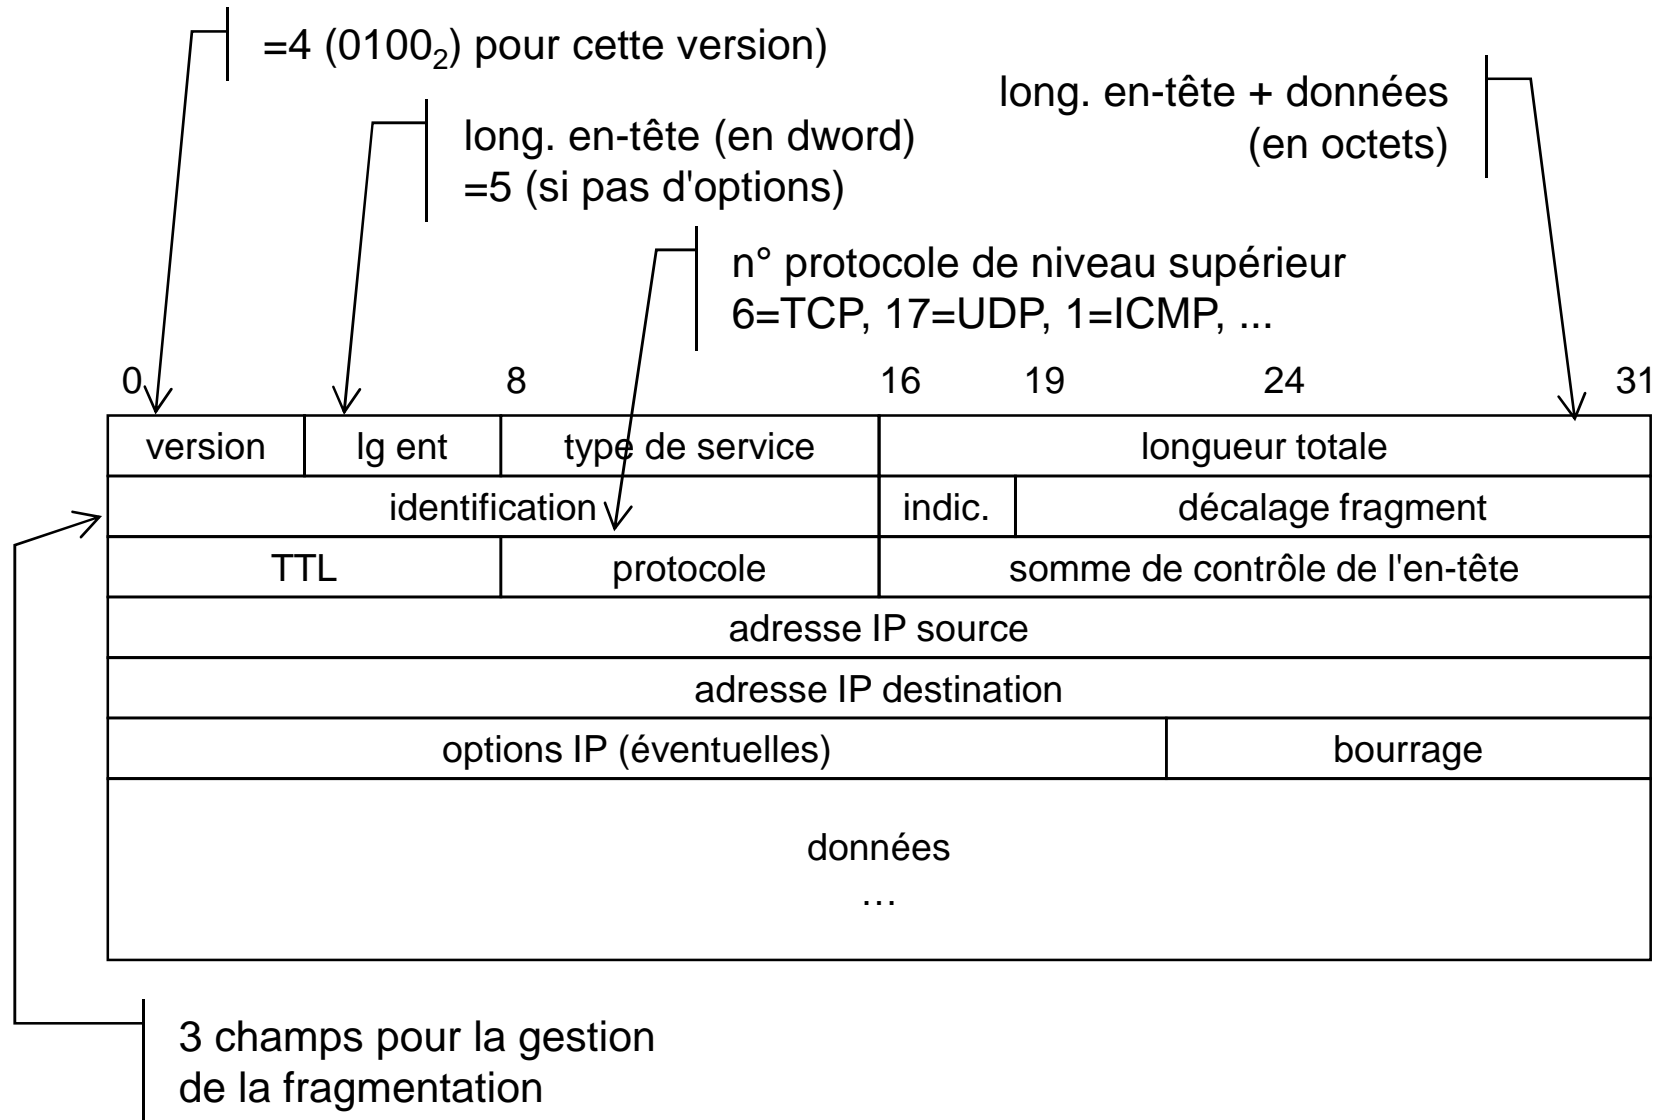 =4 (0100₂) pour cette version)
long. en-tête + données
(en octets)
long. en-tête (en dword)
=5 (si pas d'options)
n° protocole de niveau supérieur
6=TCP, 17=UDP, 1=ICMP, ...
0 8 16 19 24 31
version lg ent type de service longueur totale
identification indic. décalage fragment
TTL protocole somme de contrôle de l'en-tête
adresse IP source
adresse IP destination
options IP (éventuelles) bourrage
données
…
3 champs pour la gestion
de la fragmentation